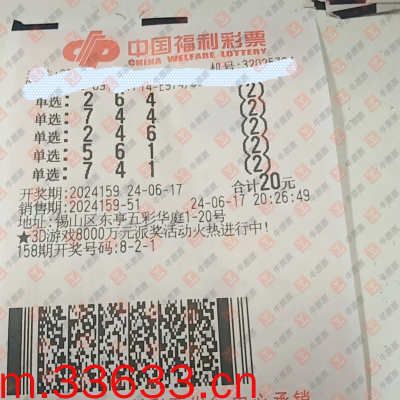 中国福利彩票
CHINA WELFARE LOTTERY
单选: 2 6 4 (2)
单选: 7 4 4 (2)
单选: 2 4 6 (2)
单选: 5 6 1 (2)
单选: 7 4 1 (2)
开奖期:2024159 24-06-17 合计20元
销售期:2024159-51 24-06-17 20:26:49
地址:锡山区东亭五彩华庭1-20号
★3D游戏8000万元派奖活动火热进行中!
158期开奖号码:8-2-1
m.33633.cn